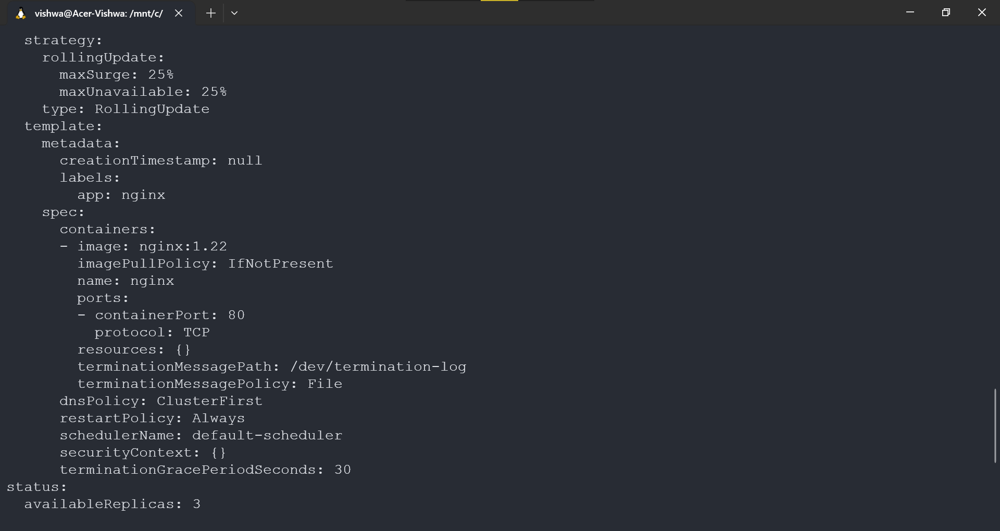 vishwa@Acer-Vishwa: /mnt/c/
strategy:
rollingUpdate:
maxSurge: 25%
maxUnavailable: 25%
type: RollingUpdate
template:
metadata:
creationTimestamp: null
labels:
app: nginx
spec:
containers:
- image: nginx:1.22
imagePullPolicy: IfNotPresent
name: nginx
ports:
- containerPort: 80
protocol: TCP
resources: {}
terminationMessagePath: /dev/termination-log
terminationMessagePolicy: File
dnsPolicy: ClusterFirst
restartPolicy: Always
schedulerName: default-scheduler
securityContext: {}
terminationGracePeriodSeconds: 30
status:
availableReplicas: 3